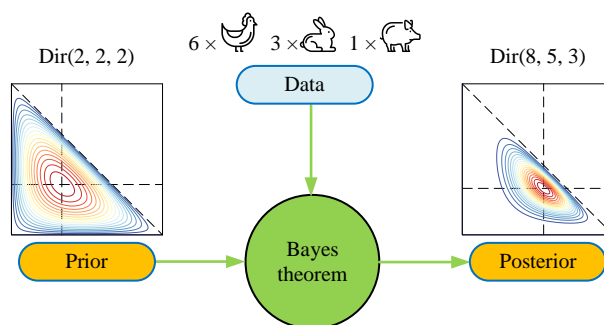 6 × 3 × 1 ×
Dir(2, 2, 2)
Dir(8, 5, 3)
Data
Bayes
theorem
Prior
Posterior